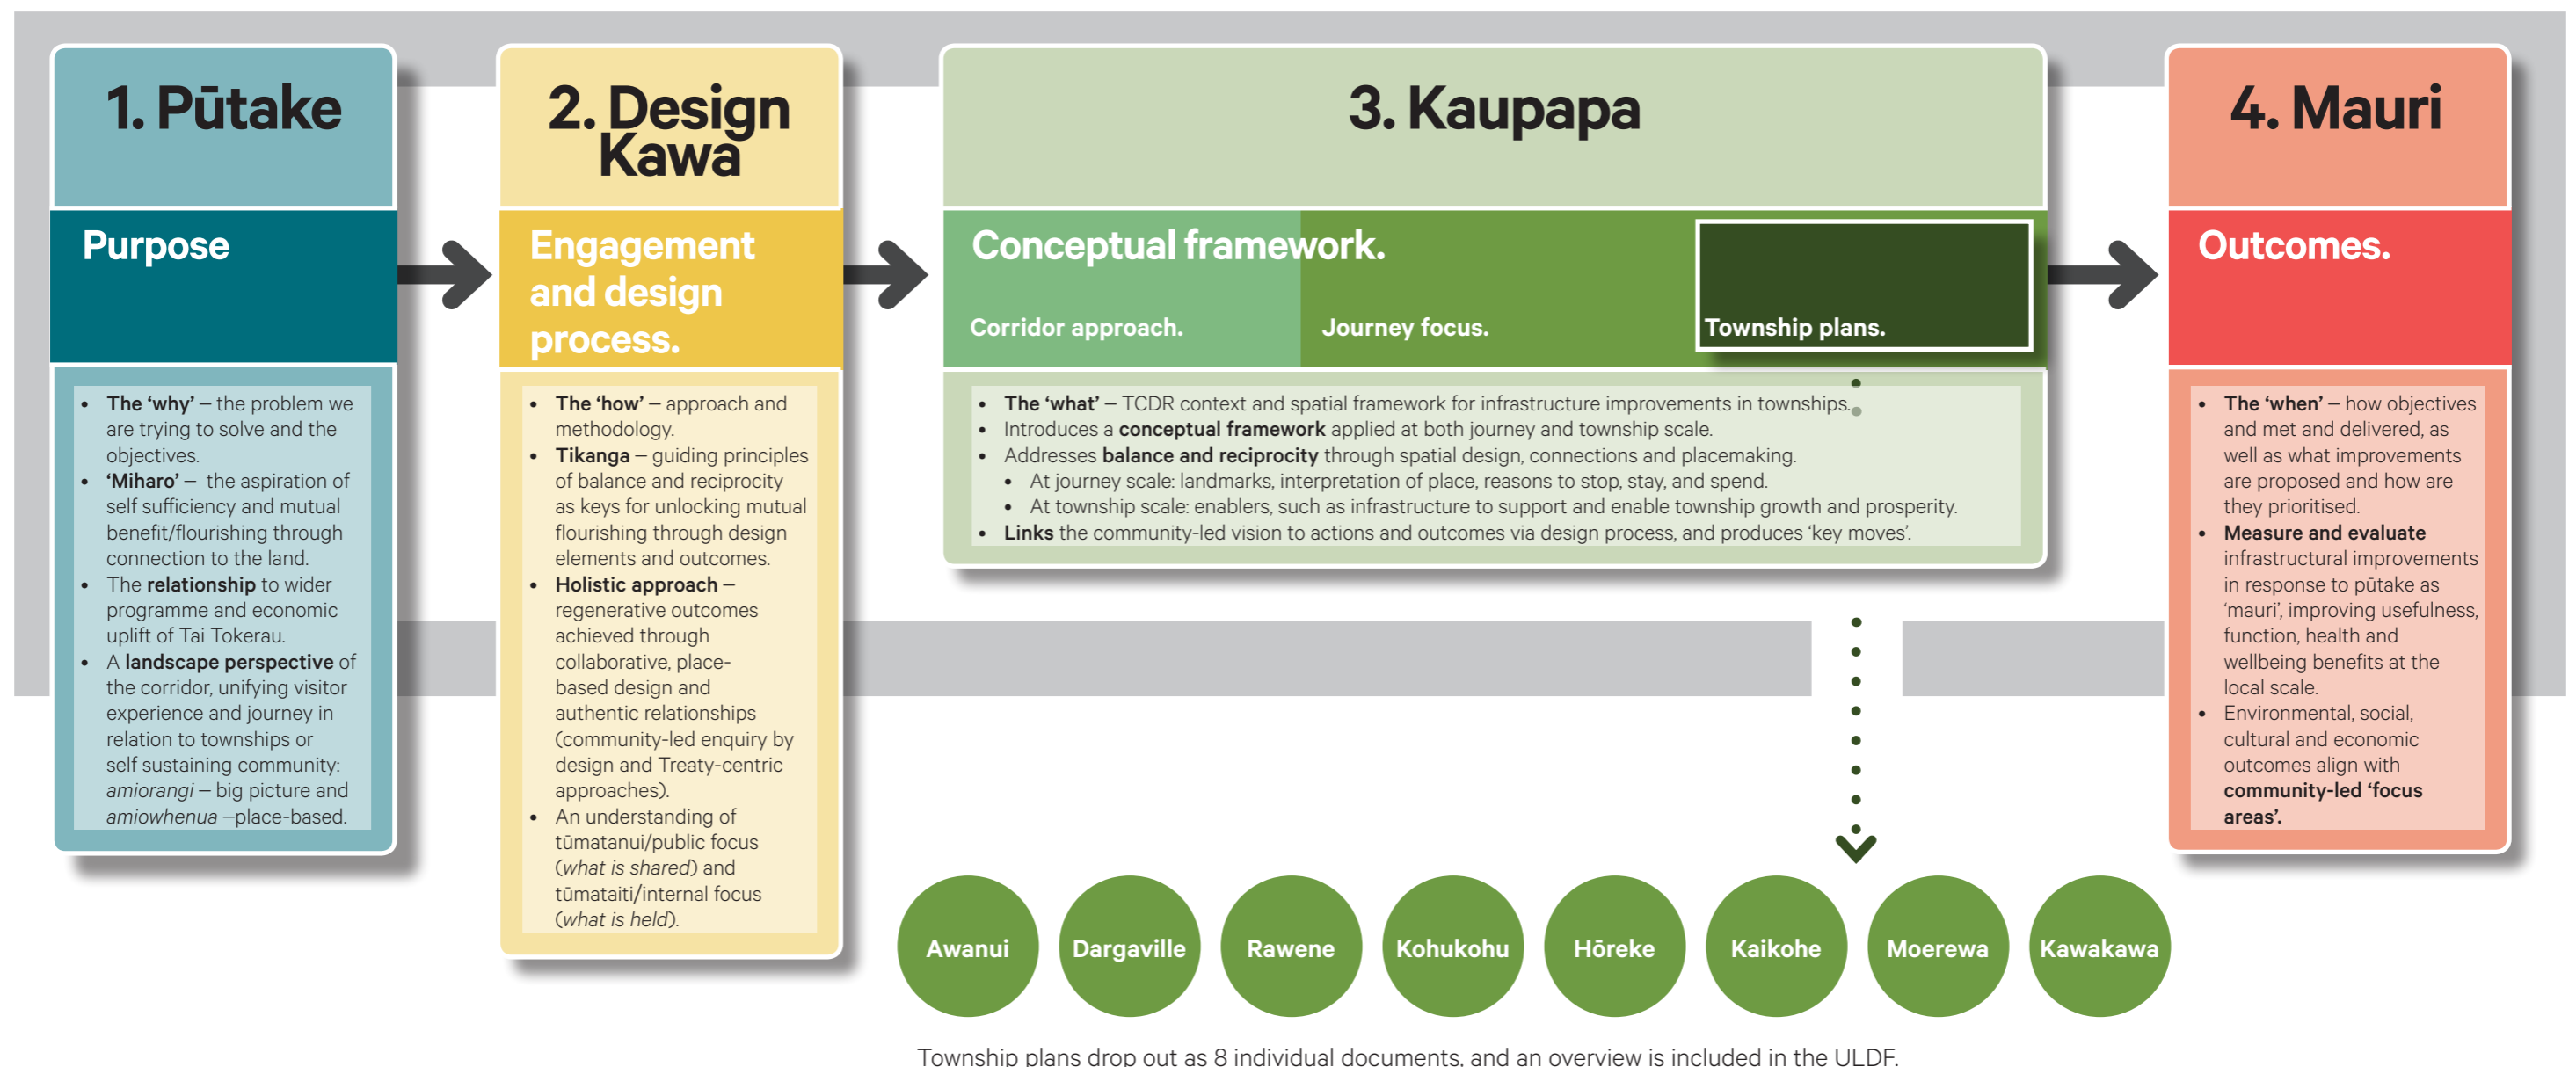 1. Pūtake
Purpose
• The ‘why’ – the problem we
are trying to solve and the
objectives.
• ‘Miharo’ – the aspiration of
self sufficiency and mutual
benefit/flourishing through
connection to the land.
• The relationship to wider
programme and economic
uplift of Tai Tokerau.
• A landscape perspective of
the corridor, unifying visitor
experience and journey in
relation to townships or
self sustaining community:
amiorangi – big picture and
amiowhenua –place-based.
2. Design
Kawa
Engagement
and design
process.
• The ‘how’ – approach and
methodology.
• Tikanga – guiding principles
of balance and reciprocity
as keys for unlocking mutual
flourishing through design
elements and outcomes.
• Holistic approach –
regenerative outcomes
achieved through
collaborative, place-
based design and
authentic relationships
(community-led enquiry by
design and Treaty-centric
approaches).
• An understanding of
tūmatanui/public focus
(what is shared) and
tūmataiti/internal focus
(what is held).
3. Kaupapa
Conceptual framework.
Corridor approach.
Journey focus.
Township plans.
• The ‘what’ – TCDR context and spatial framework for infrastructure improvements in townships.
• Introduces a conceptual framework applied at both journey and township scale.
• Addresses balance and reciprocity through spatial design, connections and placemaking.
• At journey scale: landmarks, interpretation of place, reasons to stop, stay, and spend.
• At township scale: enablers, such as infrastructure to support and enable township growth and prosperity.
• Links the community-led vision to actions and outcomes via design process, and produces ‘key moves’.
4. Mauri
Outcomes.
• The ‘when’ – how objectives
and met and delivered, as
well as what improvements
are proposed and how are
they prioritised.
• Measure and evaluate
infrastructural improvements
in response to pūtake as
‘mauri’, improving usefulness,
function, health and
wellbeing benefits at the
local scale.
• Environmental, social,
cultural and economic
outcomes align with
community-led ‘focus
areas’.
Awanui
Dargaville
Rawene
Kohukohu
Hōreke
Kaikohe
Moerewa
Kawakawa
Township plans drop out as 8 individual documents, and an overview is included in the ULDF.